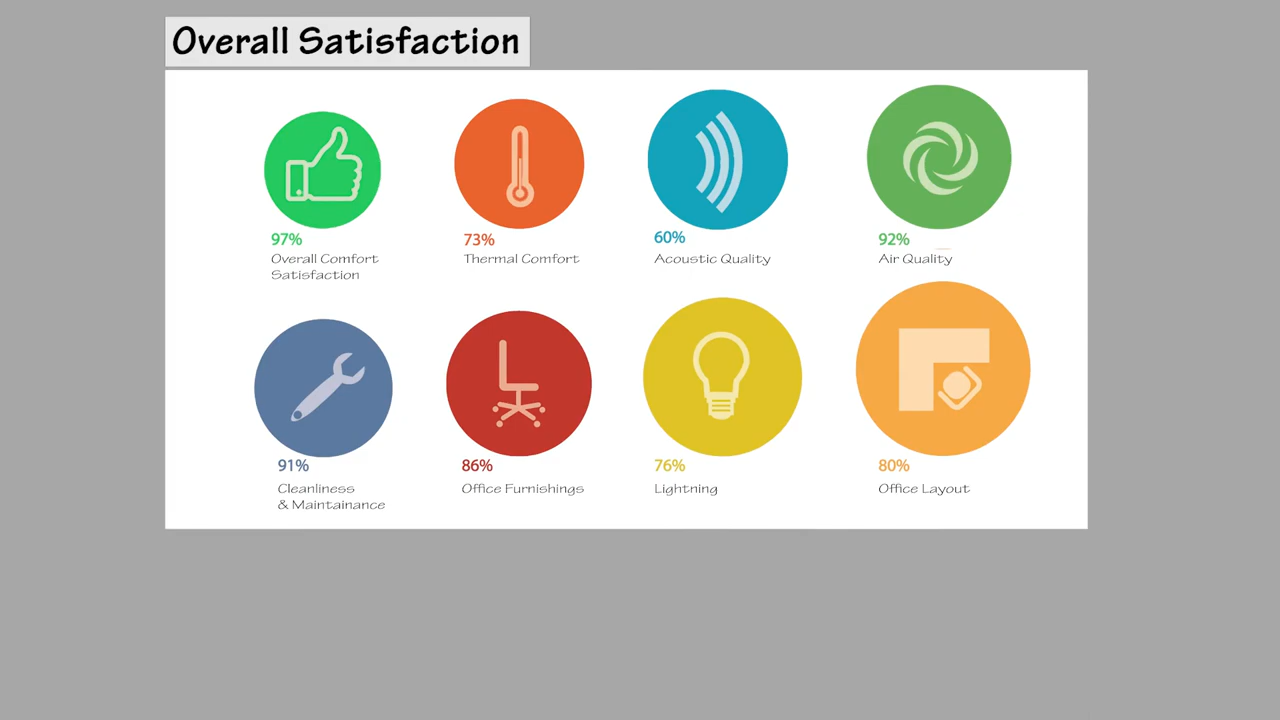 Overall Satisfaction
97%
Overall Comfort
Satisfaction
73%
Thermal Comfort
60%
Acoustic Quality
92%
Air Quality
91%
Cleanliness
& Maintainance
86%
Office Furnishings
76%
Lightning
80%
Office Layout